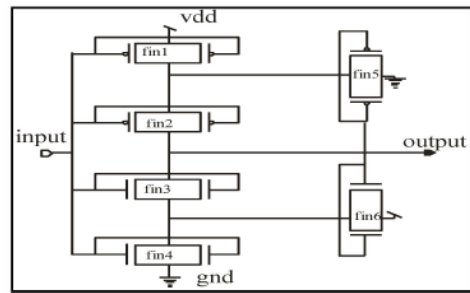 vdd
fin1
fin5
fin2
input
output
fin3
fin6
fin4
gnd